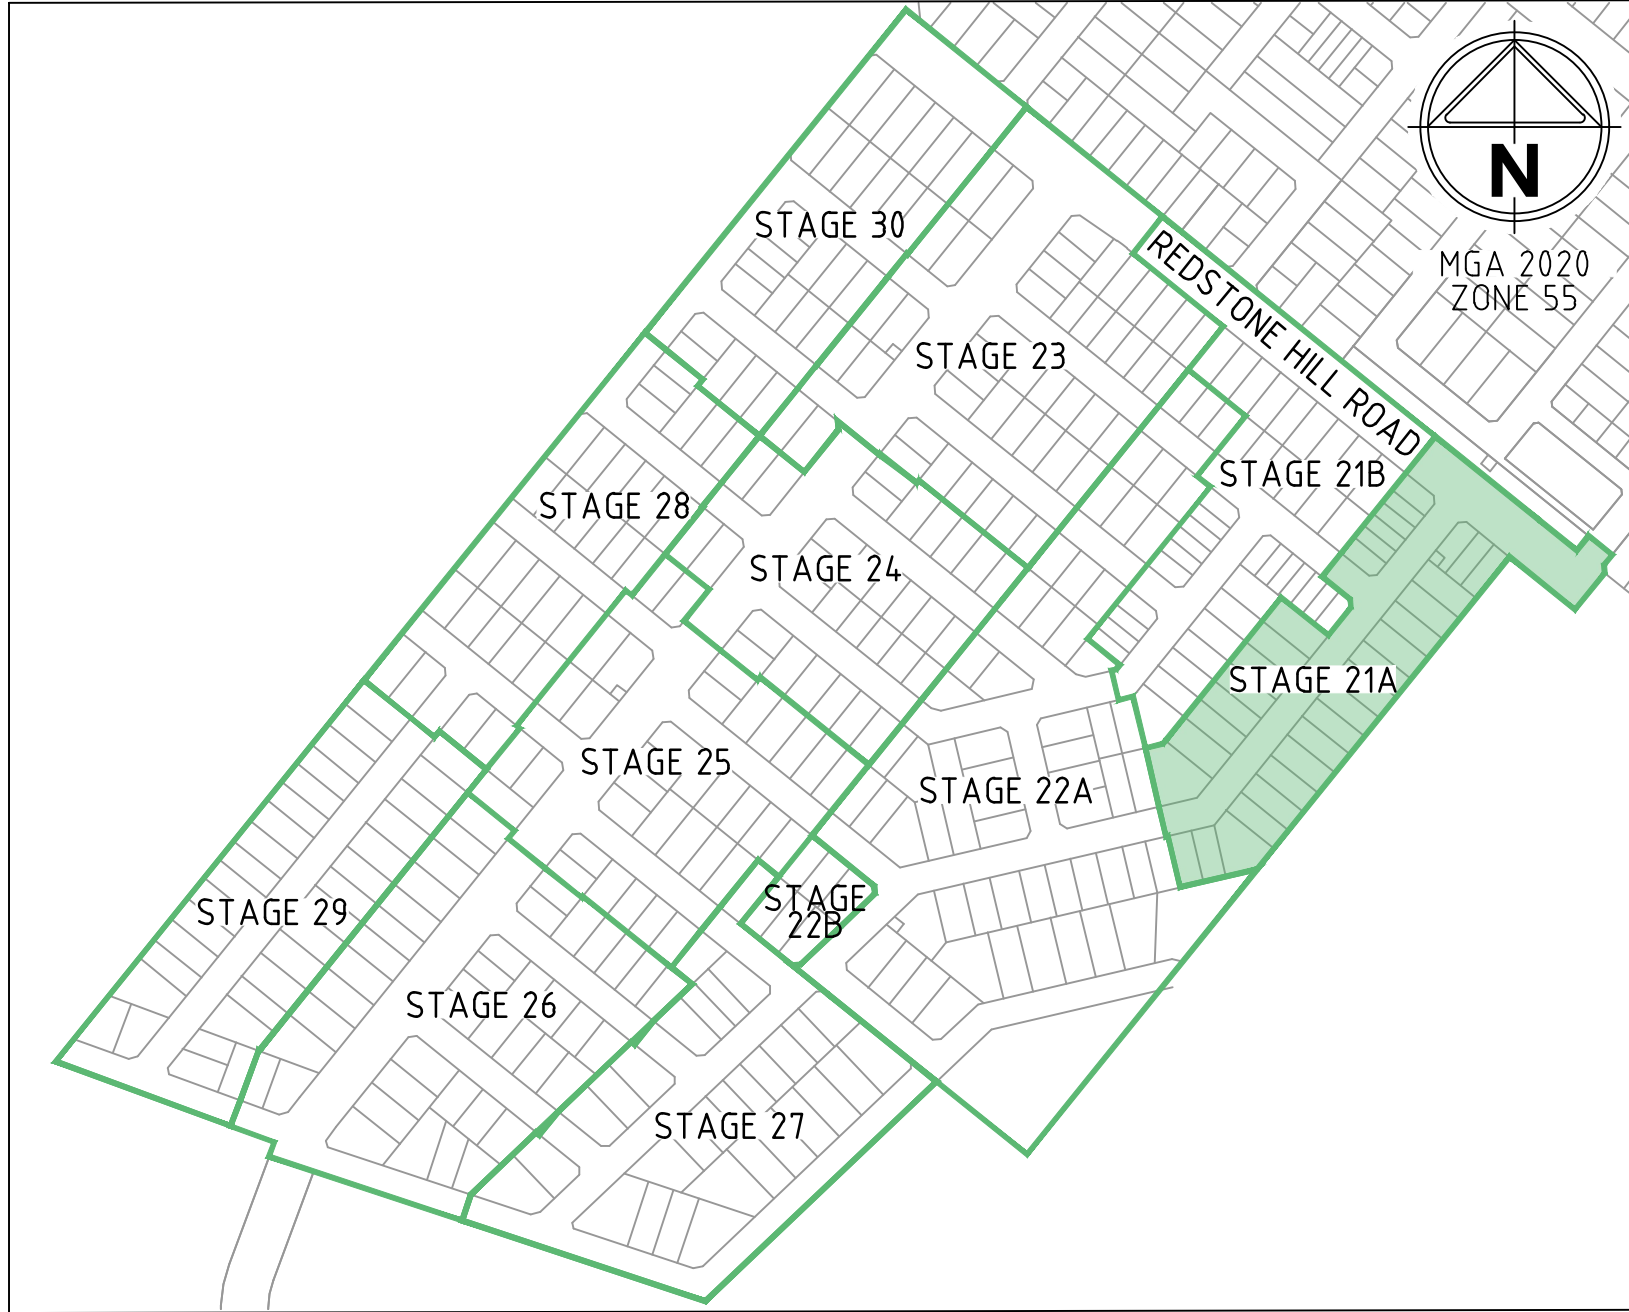 N
MGA 2020
ZONE 55
STAGE 30
REDSTONE HILL ROAD
STAGE 23
STAGE 21B
STAGE 28
STAGE 24
STAGE 21A
STAGE 25
STAGE 22A
STAGE
22B
STAGE 29
STAGE 26
STAGE 27